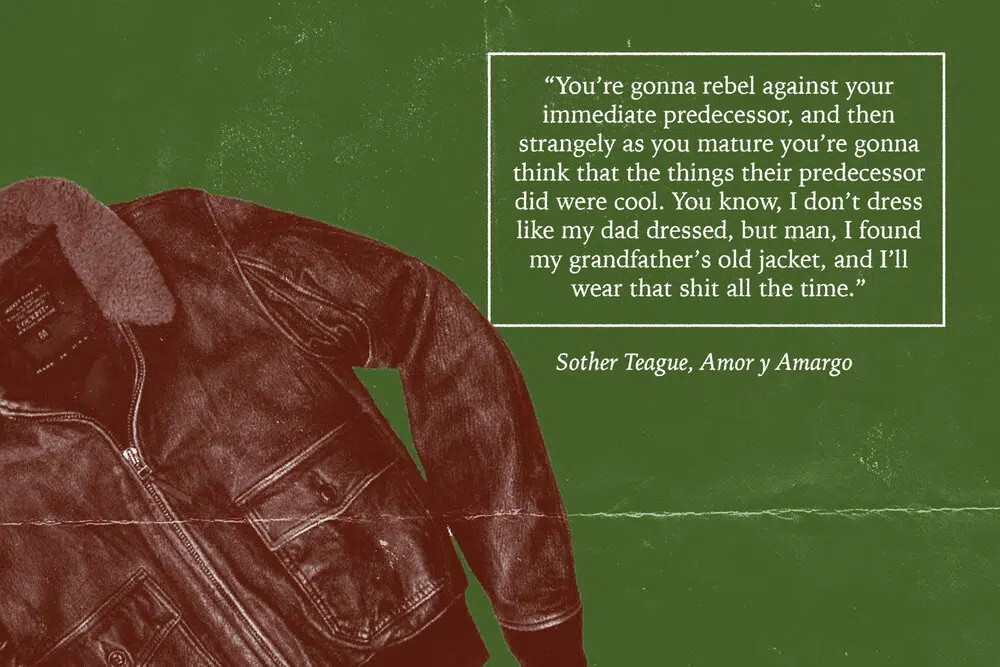 “You’re gonna rebel against your
immediate predecessor, and then
strangely as you mature you’re gonna
think that the things their predecessor
did were cool. You know, I don’t dress
like my dad dressed, but man, I found
my grandfather’s old jacket, and I’ll
wear that shit all the time.”
Sother Teague, Amor y Amargo